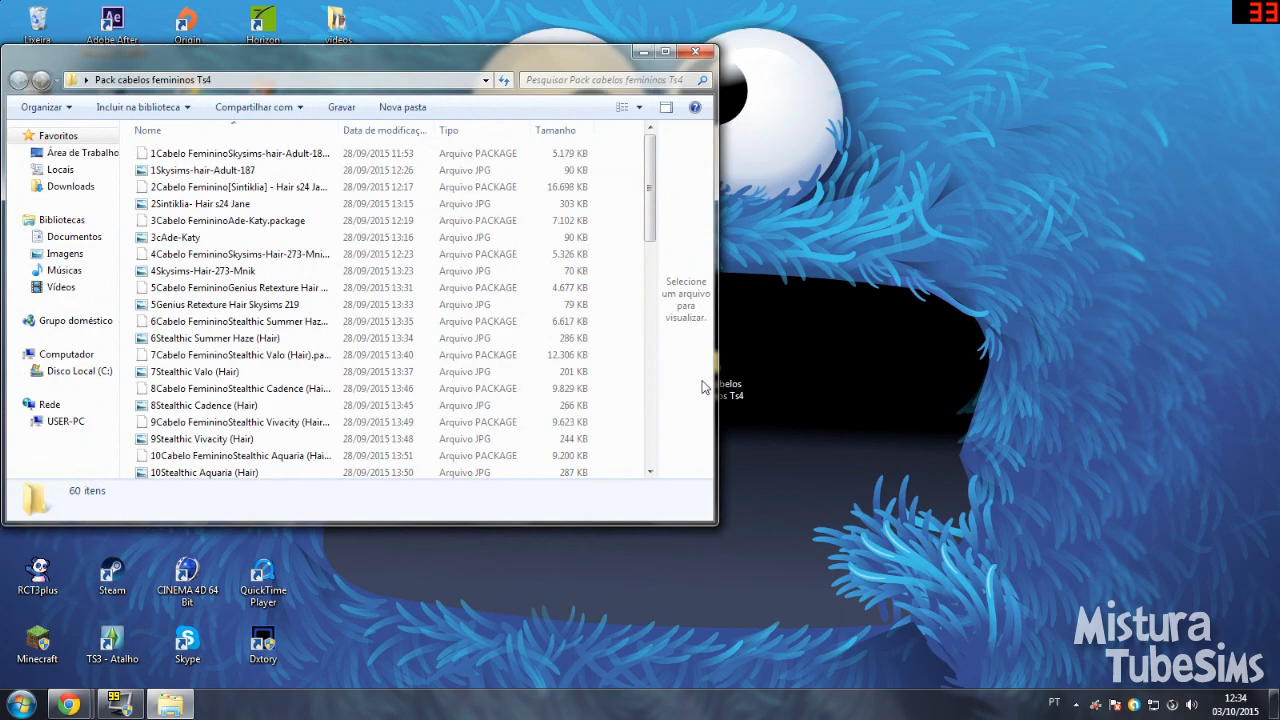 33
Lixeira
Adobe After
Origin
Horizon
videos
Pack cabelos femininos Ts4
Pesquisar Pack cabelos femininos Ts4
Organizar
Incluir na biblioteca
Compartilhar com
Gravar
Nova pasta
Nome
Data de modificaç...
Tipo
Tamanho
Favoritos
Área de Trabalho
Locais
Downloads
Bibliotecas
Documentos
Imagens
Músicas
Vídeos
Grupo doméstico
Computador
Disco Local (C:)
Rede
USER-PC
1Cabelo FemininoSkysims-hair-Adult-18... 28/09/2015 11:53 Arquivo PACKAGE 5.179 KB
1Skysims-hair-Adult-187 28/09/2015 12:26 Arquivo JPG 90 KB
2Cabelo Feminino[Sintiklia] - Hair s24 Ja... 28/09/2015 12:17 Arquivo PACKAGE 16.698 KB
2Sintiklia- Hair s24 Jane 28/09/2015 13:15 Arquivo JPG 303 KB
3Cabelo FemininoAde-Katy.package 28/09/2015 12:19 Arquivo PACKAGE 7.102 KB
3cAde-Katy 28/09/2015 13:16 Arquivo JPG 90 KB
4Cabelo FemininoSkysims-Hair-273-Mni... 28/09/2015 12:23 Arquivo PACKAGE 5.326 KB
4Skysims-Hair-273-Mnik 28/09/2015 13:23 Arquivo JPG 70 KB
5Cabelo FemininoGenius Retexture Hair ... 28/09/2015 13:31 Arquivo PACKAGE 4.677 KB
5Genius Retexture Hair Skysims 219 28/09/2015 13:33 Arquivo JPG 79 KB
6Cabelo FemininoStealthic Summer Haz... 28/09/2015 13:35 Arquivo PACKAGE 6.617 KB
6Stealthic Summer Haze (Hair) 28/09/2015 13:34 Arquivo JPG 286 KB
7Cabelo FemininoStealthic Valo (Hair).pa... 28/09/2015 13:40 Arquivo PACKAGE 12.306 KB
7Stealthic Valo (Hair) 28/09/2015 13:37 Arquivo JPG 201 KB
8Cabelo FemininoStealthic Cadence (Hai... 28/09/2015 13:46 Arquivo PACKAGE 9.829 KB
8Stealthic Cadence (Hair) 28/09/2015 13:45 Arquivo JPG 266 KB
9Cabelo FemininoStealthic Vivacity (Hair... 28/09/2015 13:49 Arquivo PACKAGE 9.623 KB
9Stealthic Vivacity (Hair) 28/09/2015 13:48 Arquivo JPG 244 KB
10Cabelo FemininoStealthic Aquaria (Hai... 28/09/2015 13:51 Arquivo PACKAGE 9.200 KB
10Stealthic Aquaria (Hair) 28/09/2015 13:50 Arquivo JPG 287 KB
Selecione
um arquivo
para
visualizar.
abelos
os Ts4
60 itens
RCT3plus
Steam
CINEMA 4D 64
Bit
QuickTime
Player
Minecraft
TS3 - Atalho
Skype
Dxtory
Mistura
TubeSims
99
PT
12:34
03/10/2015